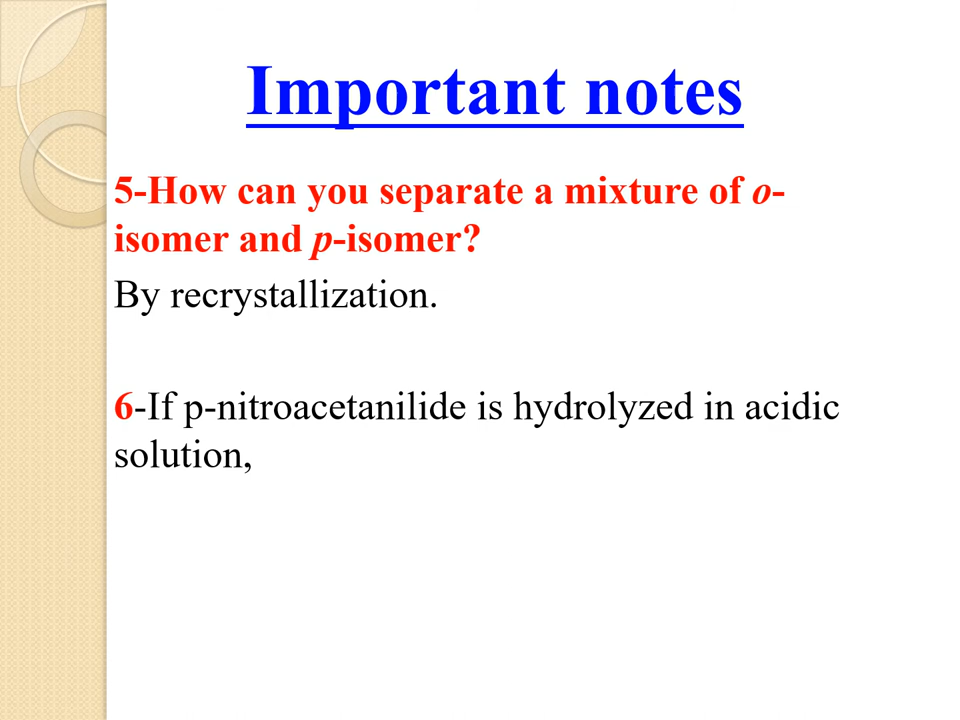 Important notes
5-How can you separate a mixture of o-
isomer and p-isomer?
By recrystallization.
6-If p-nitroacetanilide is hydrolyzed in acidic
solution,